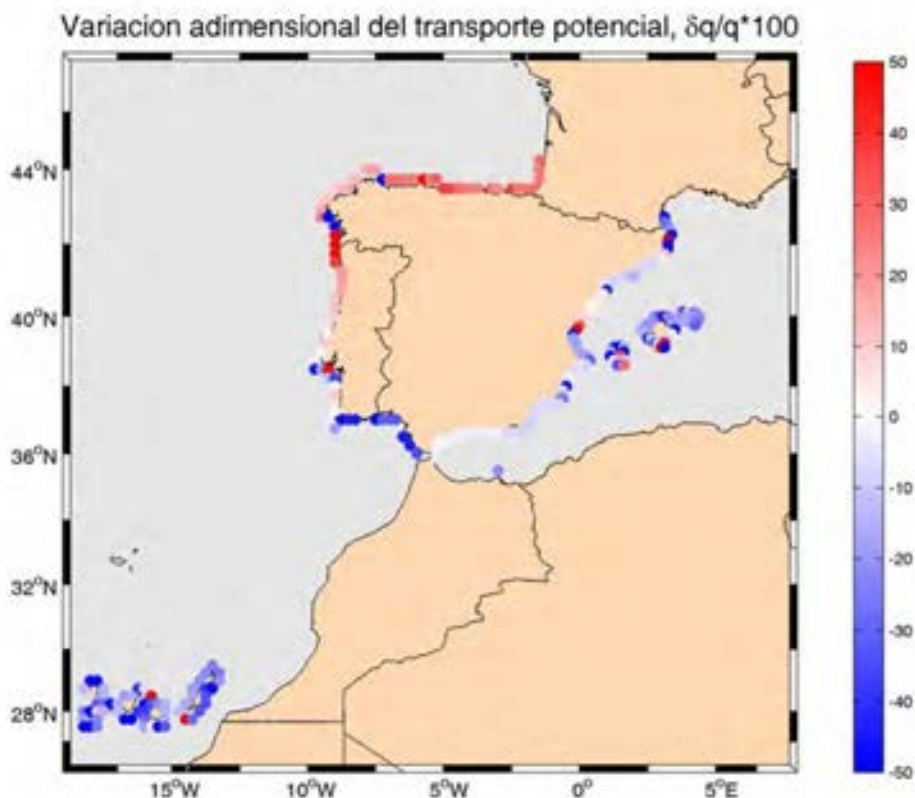 Variacion adimensional del transporte potencial, δq/q*100
50
40
30
20
10
0
-10
-20
-30
-40
-50
44°N
40°N
36°N
32°N
28°N
15°W
10°W
5°W
0°
5°E